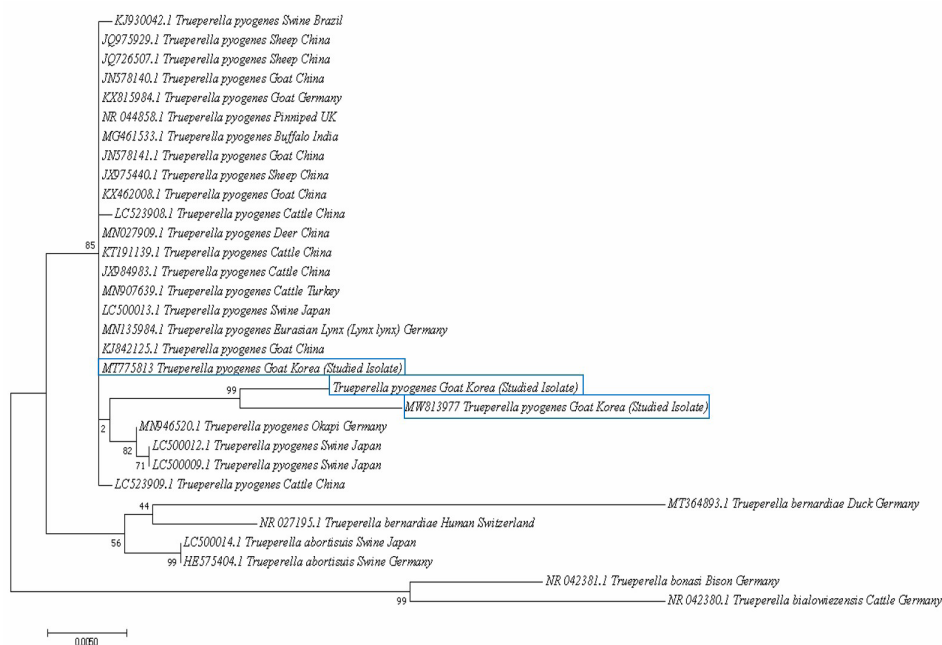 KJ930042.1 Trueperella pyogenes Swine Brazil
JQ975929.1 Trueperella pyogenes Sheep China
JQ726507.1 Trueperella pyogenes Sheep China
JN578140.1 Trueperella pyogenes Goat China
KX815984.1 Trueperella pyogenes Goat Germany
NR 044858.1 Trueperella pyogenes Pinniped UK
MG461533.1 Trueperella pyogenes Buffalo India
JN578141.1 Trueperella pyogenes Goat China
JX975440.1 Trueperella pyogenes Sheep China
KX462008.1 Trueperella pyogenes Goat China
LC523908.1 Trueperella pyogenes Cattle China
MN027909.1 Trueperella pyogenes Deer China
85
KT191139.1 Trueperella pyogenes Cattle China
JX984983.1 Trueperella pyogenes Cattle China
MN907639.1 Trueperella pyogenes Cattle Turkey
LC500013.1 Trueperella pyogenes Swine Japan
MN135984.1 Trueperella pyogenes Eurasian Lynx (Lynx lynx) Germany
KJ842125.1 Trueperella pyogenes Goat China
MT775813 Trueperella pyogenes Goat Korea (Studied Isolate)
99 Trueperella pyogenes Goat Korea (Studied Isolate)
MW813977 Trueperella pyogenes Goat Korea (Studied Isolate)
2 MN946520.1 Trueperella pyogenes Okapi Germany
82 LC500012.1 Trueperella pyogenes Swine Japan
71 LC500009.1 Trueperella pyogenes Swine Japan
LC523909.1 Trueperella pyogenes Cattle China
44 MT364893.1 Trueperella bernardiae Duck Germany
NR 027195.1 Trueperella bernardiae Human Switzerland
56 LC500014.1 Trueperella abortisuis Swine Japan
99 HE575404.1 Trueperella abortisuis Swine Germany
NR 042381.1 Trueperella bonasi Bison Germany
99 NR 042380.1 Trueperella bialowiezensis Cattle Germany
0.0050